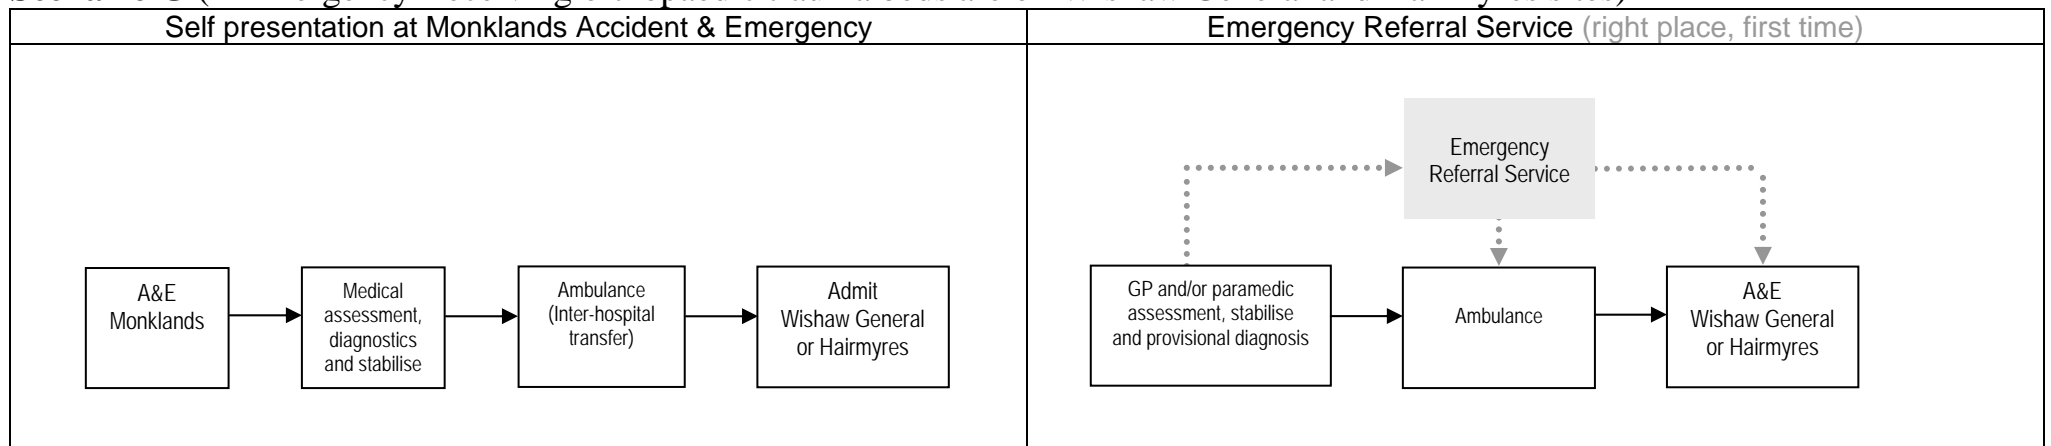 Self presentation at Monklands Accident & Emergency
Emergency Referral Service (right place, first time)
A&E
Monklands
Medical
assessment,
diagnostics
and stabilise
Ambulance
(Inter-hospital
transfer)
Admit
Wishaw General
or Hairmyres
Emergency
Referral Service
GP and/or paramedic
assessment, stabilise
and provisional diagnosis
Ambulance
A&E
Wishaw General
or Hairmyres